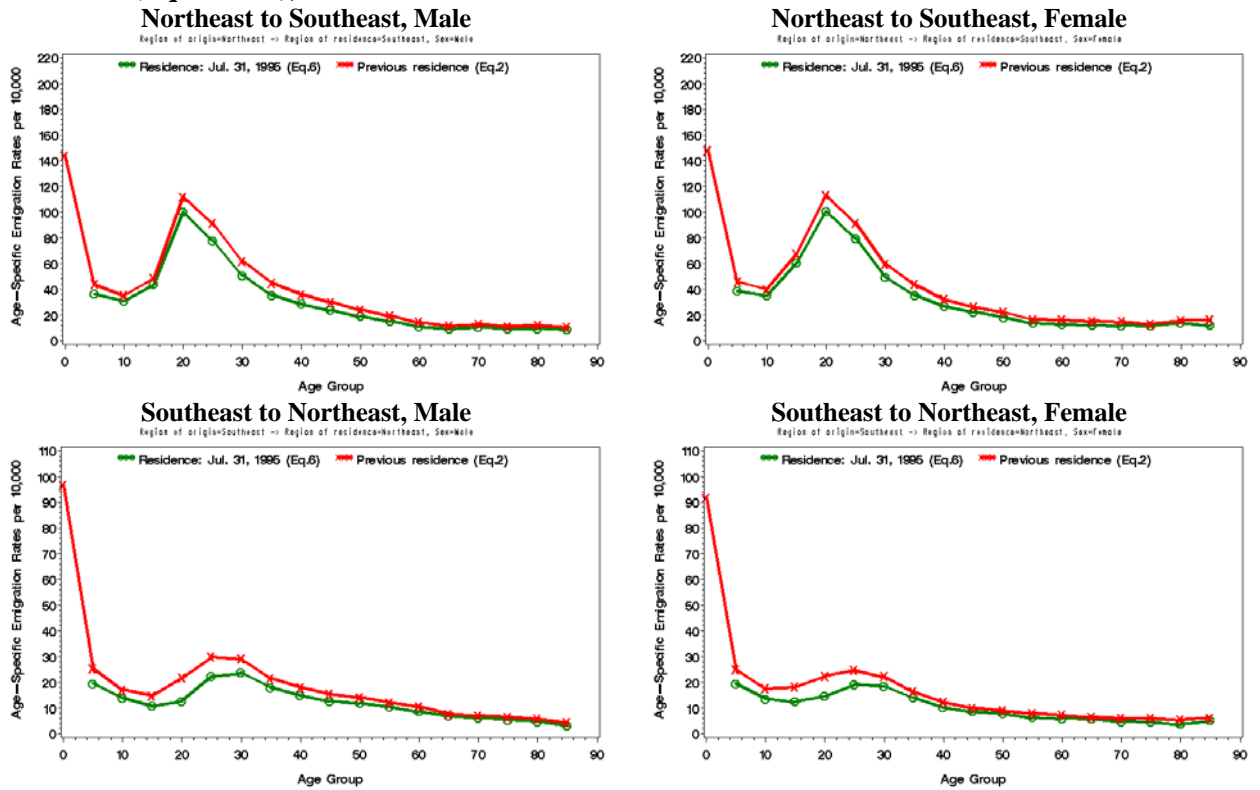 Northeast to Southeast, Male
Region of origin=Northeast -> Region of residence=Southeast, Sex=Male
Residence: Jul. 31, 1995 (Eq.6) Previous residence (Eq.2)
Age-Specific Emigration Rates per 10,000
220
200
180
160
140
120
100
80
60
40
20
0
0 10 20 30 40 50 60 70 80 90
Age Group
Northeast to Southeast, Female
Region of origin=Northeast -> Region of residence=Southeast, Sex=Female
Residence: Jul. 31, 1995 (Eq.6) Previous residence (Eq.2)
Age-Specific Emigration Rates per 10,000
220
200
180
160
140
120
100
80
60
40
20
0
0 10 20 30 40 50 60 70 80 90
Age Group
Southeast to Northeast, Male
Region of origin=Southeast -> Region of residence=Northeast, Sex=Male
Residence: Jul. 31, 1995 (Eq.6) Previous residence (Eq.2)
Age-Specific Emigration Rates per 10,000
110
100
90
80
70
60
50
40
30
20
10
0
0 10 20 30 40 50 60 70 80 90
Age Group
Southeast to Northeast, Female
Region of origin=Southeast -> Region of residence=Northeast, Sex=Female
Residence: Jul. 31, 1995 (Eq.6) Previous residence (Eq.2)
Age-Specific Emigration Rates per 10,000
110
100
90
80
70
60
50
40
30
20
10
0
0 10 20 30 40 50 60 70 80 90
Age Group